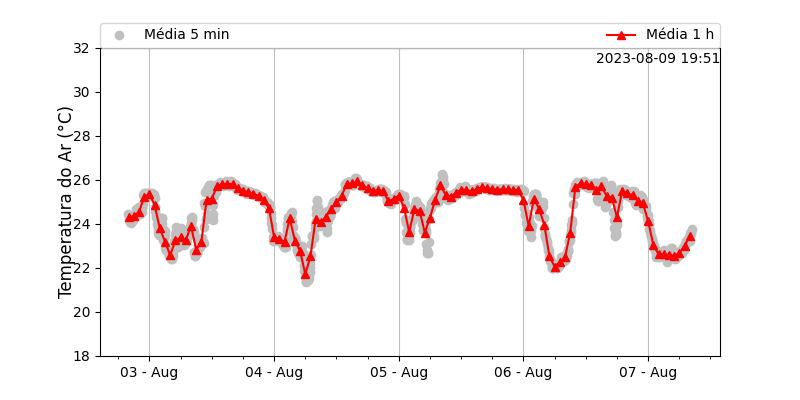 Média 5 min
Média 1 h
2023-08-09 19:51
Temperatura do Ar (°C)
32
30
28
26
24
22
20
18
03 - Aug
04 - Aug
05 - Aug
06 - Aug
07 - Aug